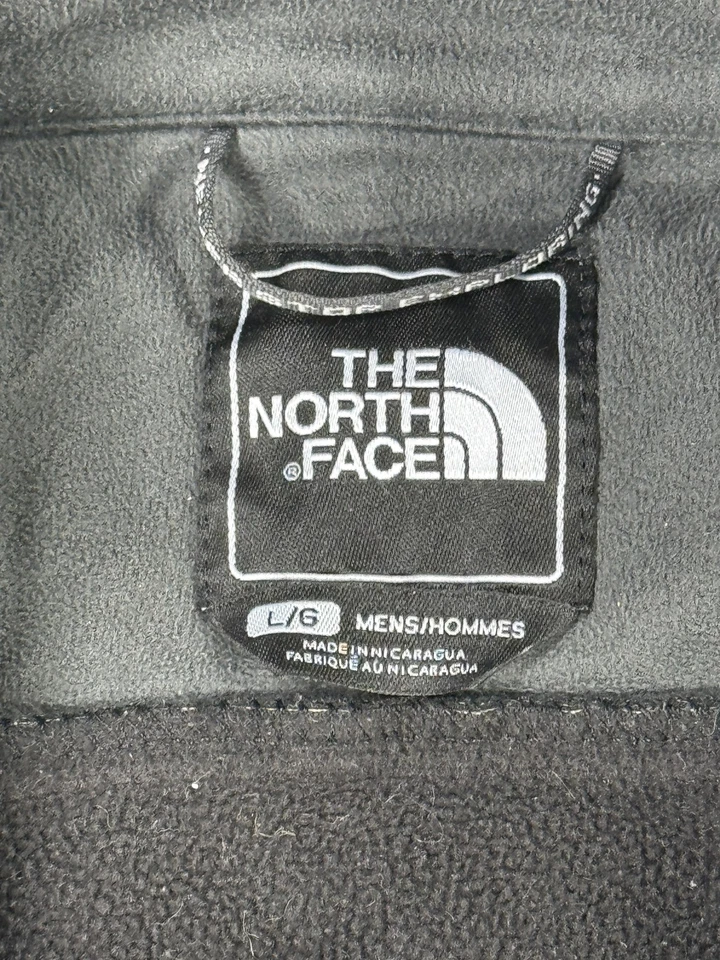 THE
NORTH
®FACE
L/G MENS/HOMMES
MADE IN NICARAGUA
FABRIQUÉ AU NICARAGUA